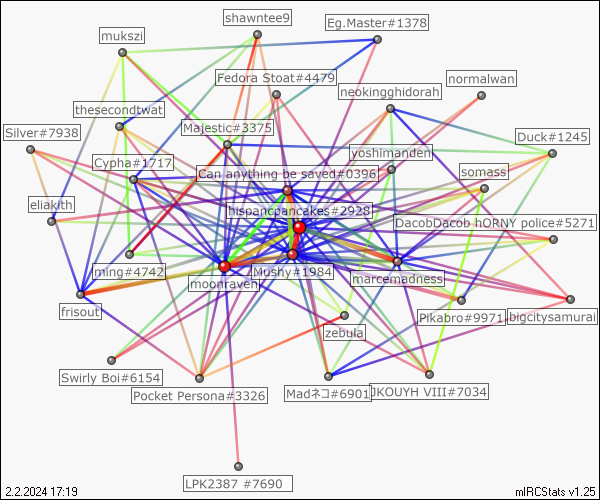 shawntee9
Eg.Master#1378
mukszi
Fedora Stoat#4479
normalwan
neokingghidorah
thesecondtwat
Majestic#3375
Silver#7938
Duck#1245
yoshimanden
Cypha#1717
Can anything be saved#0396
somass
eliakith
hispancpancakes#2928
DacobDacob hORNY police#5271
ming#4742
Mushy#1984
marcemadness
moonraven
frisout
Pikabro#9971
bigcitysamurai
zebula
Swirly Boi#6154
Pocket Persona#3326
Madネコ#6901
JKOUYH VIII#7034
LPK2387 #7690
2.2.2024 17:19
mIRCStats v1.25